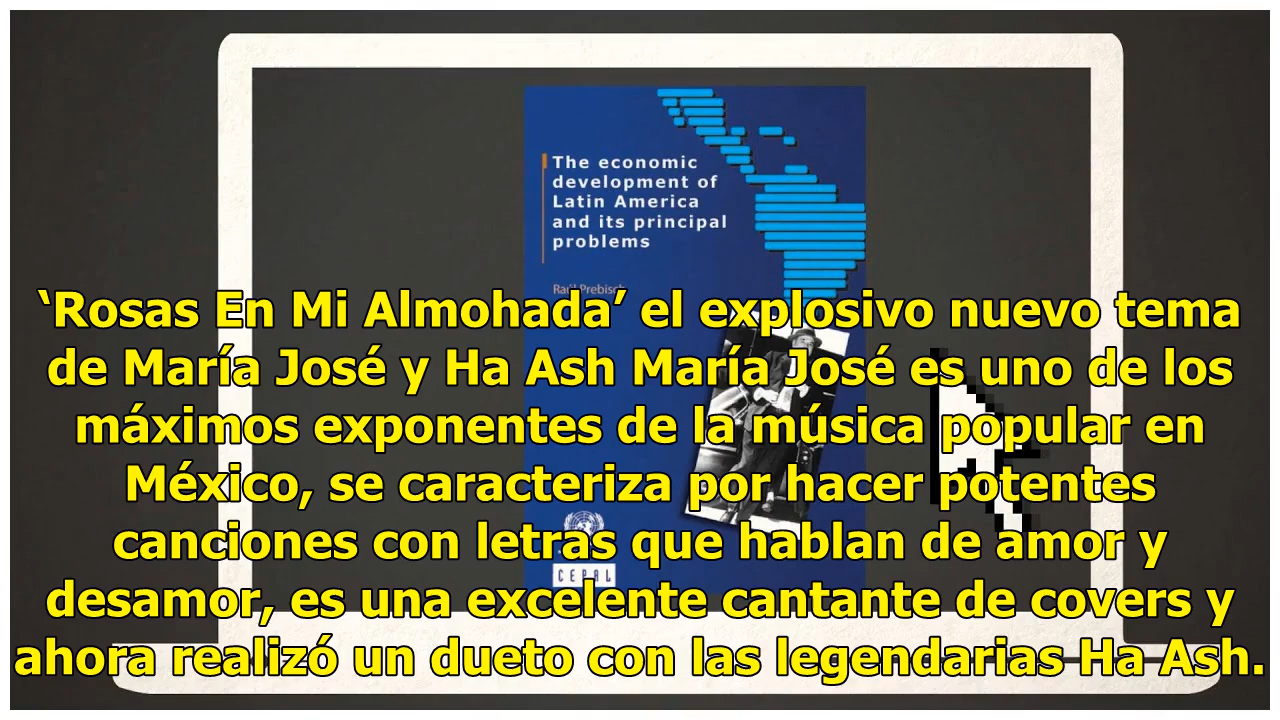 The economic
development of
Latin America
and its principal
problems
Raúl Prebisch
‘Rosas En Mi Almohada’ el explosivo nuevo tema
de María José y Ha Ash María José es uno de los
máximos exponentes de la música popular en
México, se caracteriza por hacer potentes
canciones con letras que hablan de amor y
CEPAL
desamor, es una excelente cantante de covers y
ahora realizó un dueto con las legendarias Ha Ash.